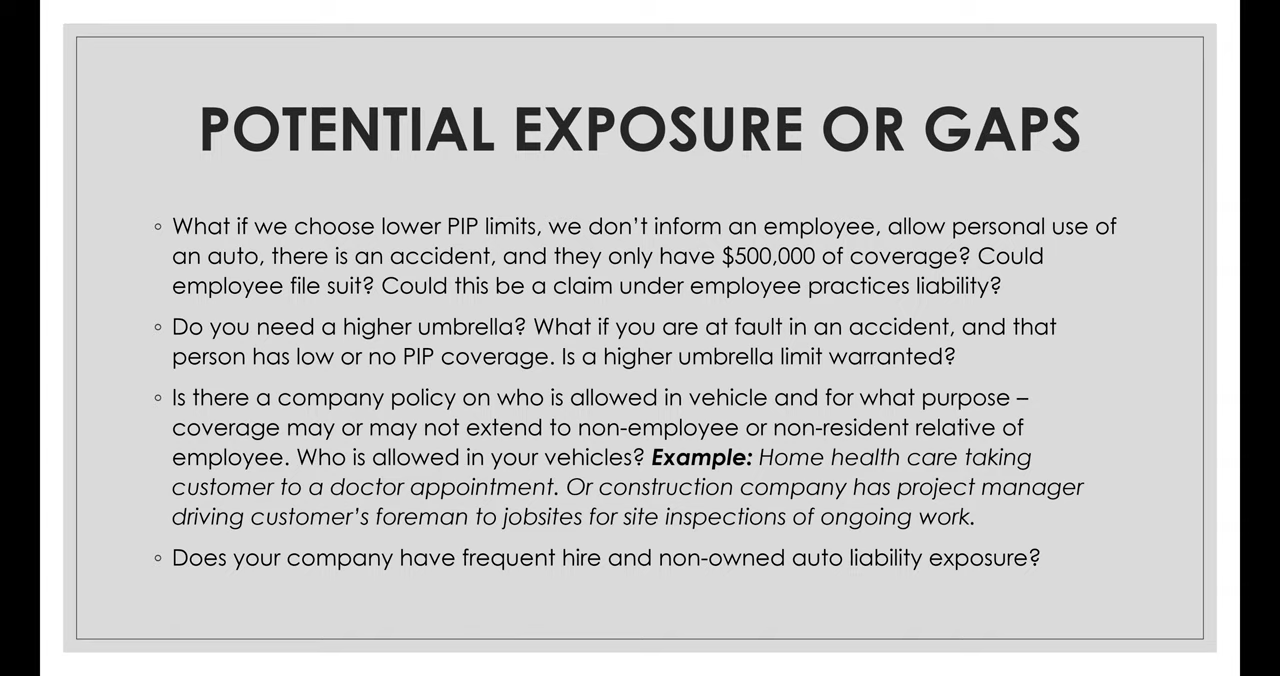 POTENTIAL EXPOSURE OR GAPS
◦ What if we choose lower PIP limits, we don’t inform an employee, allow personal use of
an auto, there is an accident, and they only have $500,000 of coverage? Could
employee file suit? Could this be a claim under employee practices liability?
◦ Do you need a higher umbrella? What if you are at fault in an accident, and that
person has low or no PIP coverage. Is a higher umbrella limit warranted?
◦ Is there a company policy on who is allowed in vehicle and for what purpose –
coverage may or may not extend to non-employee or non-resident relative of
employee. Who is allowed in your vehicles? Example: Home health care taking
customer to a doctor appointment. Or construction company has project manager
driving customer’s foreman to jobsites for site inspections of ongoing work.
◦ Does your company have frequent hire and non-owned auto liability exposure?